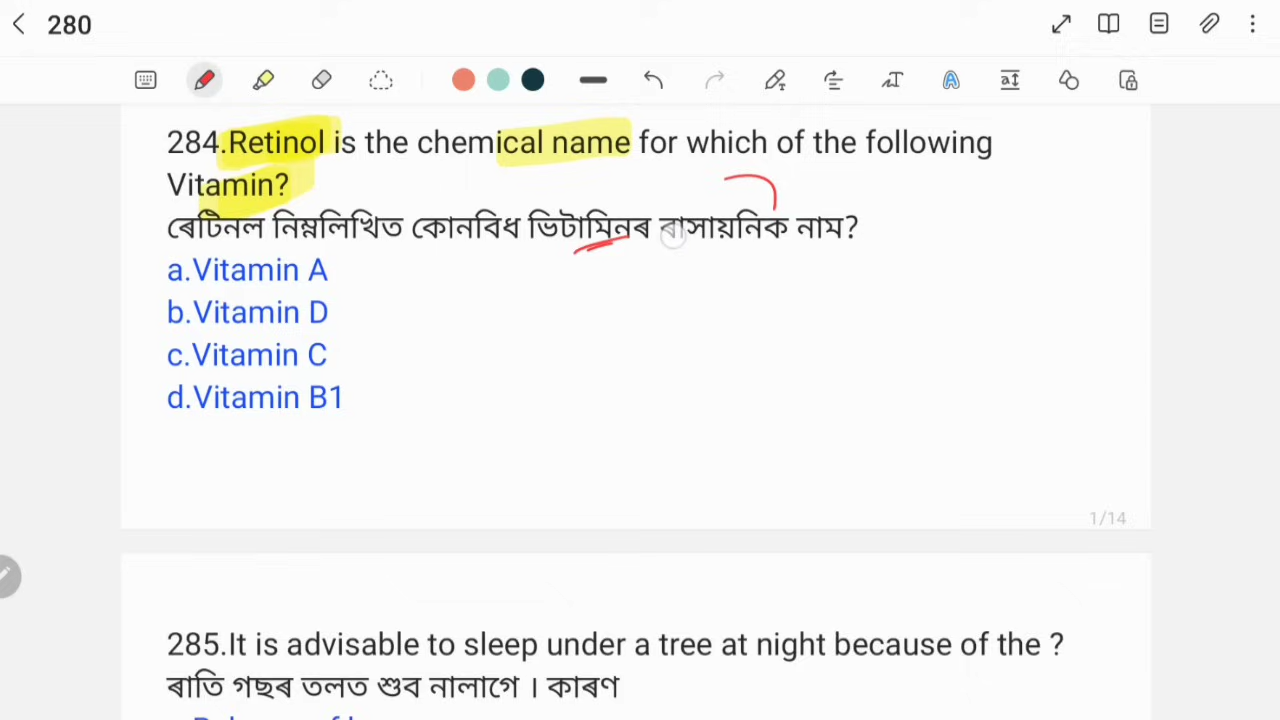 280
284.Retinol is the chemical name for which of the following
Vitamin?
ৰেটিনল নিম্নলিখিত কোনবিধ ভিটামিনৰ ৰাসায়নিক নাম?
a.Vitamin A
b.Vitamin D
c.Vitamin C
d.Vitamin B1
1/14
285.It is advisable to sleep under a tree at night because of the ?
ৰাতি গছৰ তলত শুব নালাগে । কাৰণ